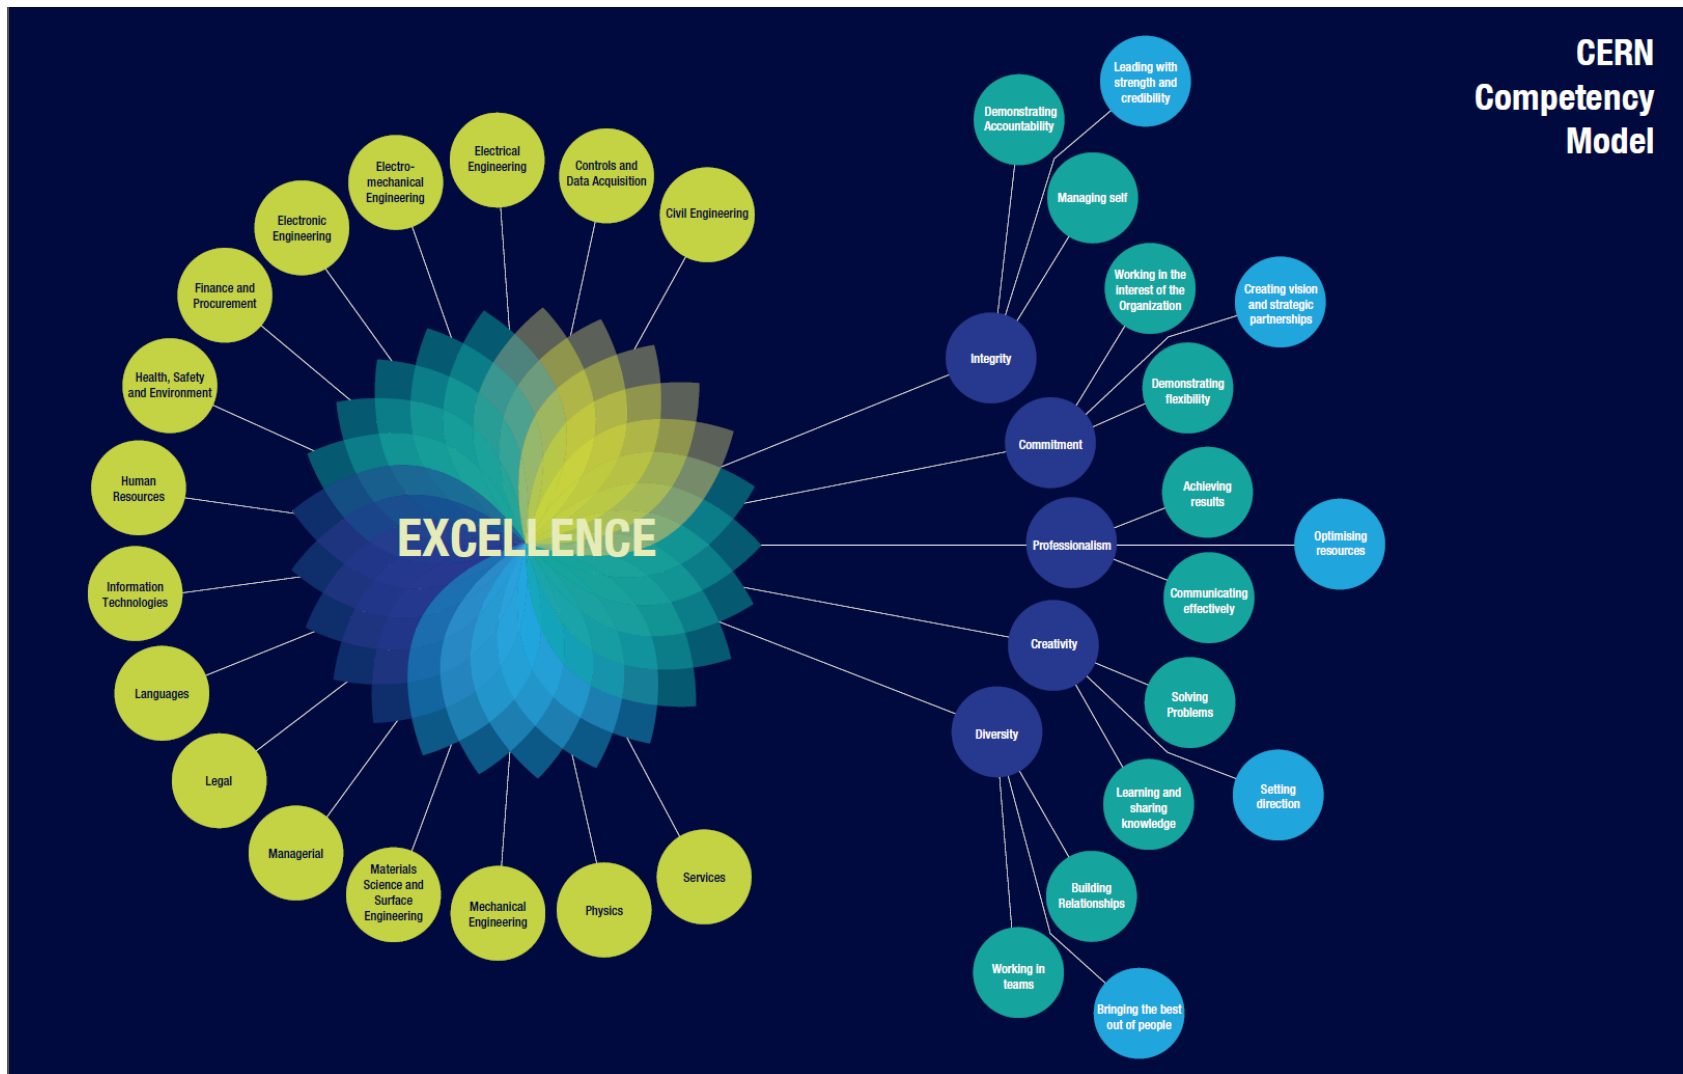 CERN
Competency
Model
EXCELLENCE
Civil Engineering
Controls and
Data Acquisition
Electrical
Engineering
Electro-
mechanical
Engineering
Electronic
Engineering
Finance and
Procurement
Health, Safety
and Environment
Human
Resources
Information
Technologies
Languages
Legal
Managerial
Materials
Science and
Surface
Engineering
Mechanical
Engineering
Physics
Services
Integrity
Demonstrating
Accountability
Leading with
strength and
credibility
Managing self
Commitment
Working in the
interest of the
Organization
Creating vision
and strategic
partnerships
Demonstrating
flexibility
Professionalism
Achieving
results
Optimising
resources
Communicating
effectively
Creativity
Solving
Problems
Setting
direction
Learning and
sharing
knowledge
Diversity
Building
Relationships
Bringing the best
out of people
Working in
teams